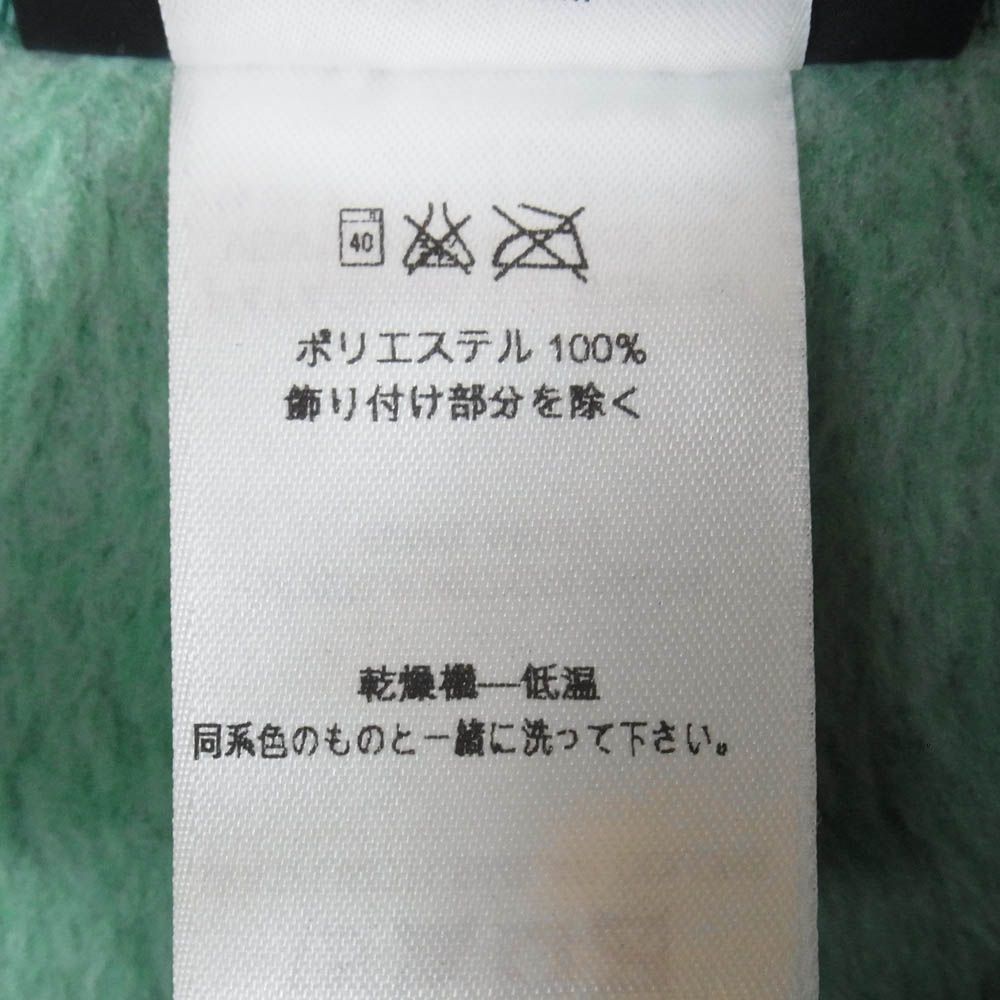 40
ポリエステル 100%
飾り付け部分を除く
乾燥機—低温
同系色のものと一緒に洗って下さい。